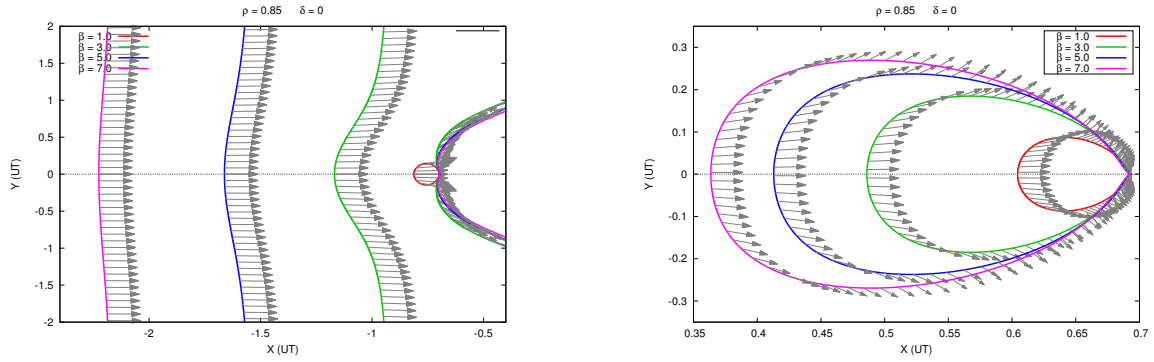 ρ = 0.85 δ = 0
β = 1.0
β = 3.0
β = 5.0
β = 7.0
2
1.5
1
0.5
0
-0.5
-1
-1.5
-2
Y (UT)
-2
-1.5
-1
-0.5
X (UT)
ρ = 0.85 δ = 0
β = 1.0
β = 3.0
β = 5.0
β = 7.0
0.3
0.2
0.1
0
-0.1
-0.2
-0.3
Y (UT)
0.35
0.4
0.45
0.5
0.55
0.6
0.65
0.7
X (UT)